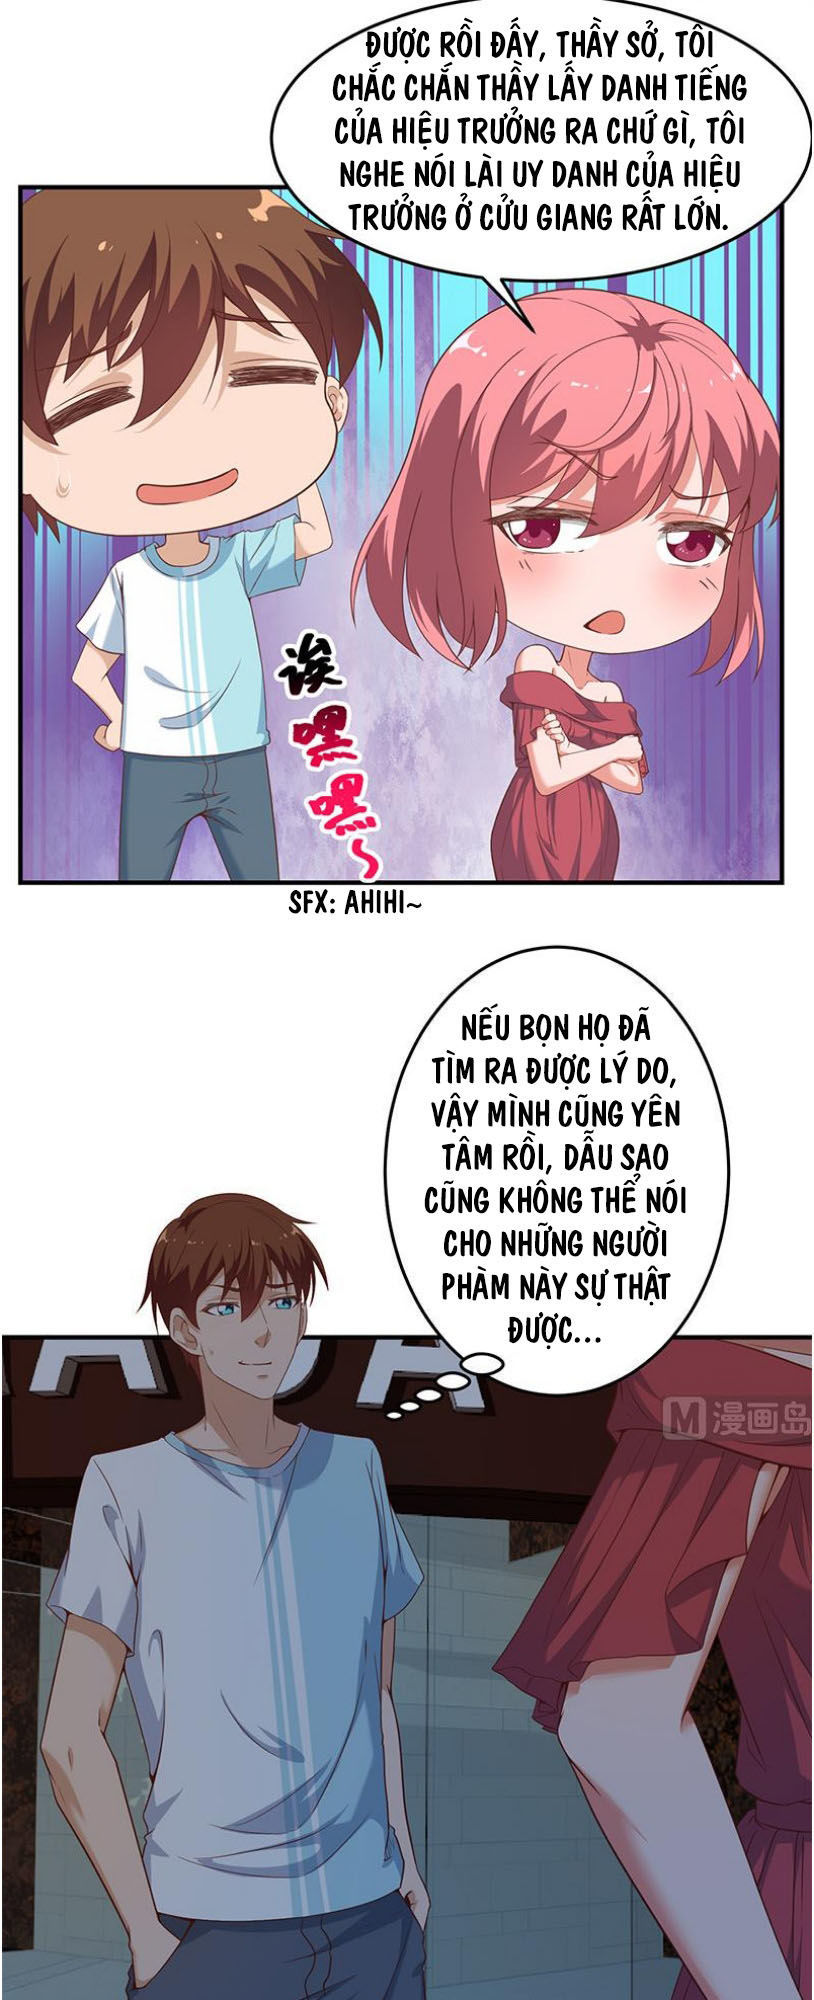 ĐƯỢC RỒI ĐẤY, THẦY SỞ, TÔI
CHẮC CHẮN THẦY LẤY DANH TIẾNG
CỦA HIỆU TRƯỞNG RA CHỨ GÌ, TÔI
NGHE NÓI LÀI UY DANH CỦA HIỆU
TRƯỞNG Ở CỬU GIANG RẤT LỚN.
诶
嘿
嘿~
SFX: AHIHI~
NẾU BỌN HỌ ĐÃ
TÌM RA ĐƯỢC LÝ DO,
VẬY MÌNH CŨNG YÊN
TÂM RỒI, DẪU SAO
CŨNG KHÔNG THỂ NÓI
CHO NHỮNG NGƯỜI
PHÀM NÀY SỰ THẬT
ĐƯỢC...
M 漫画岛